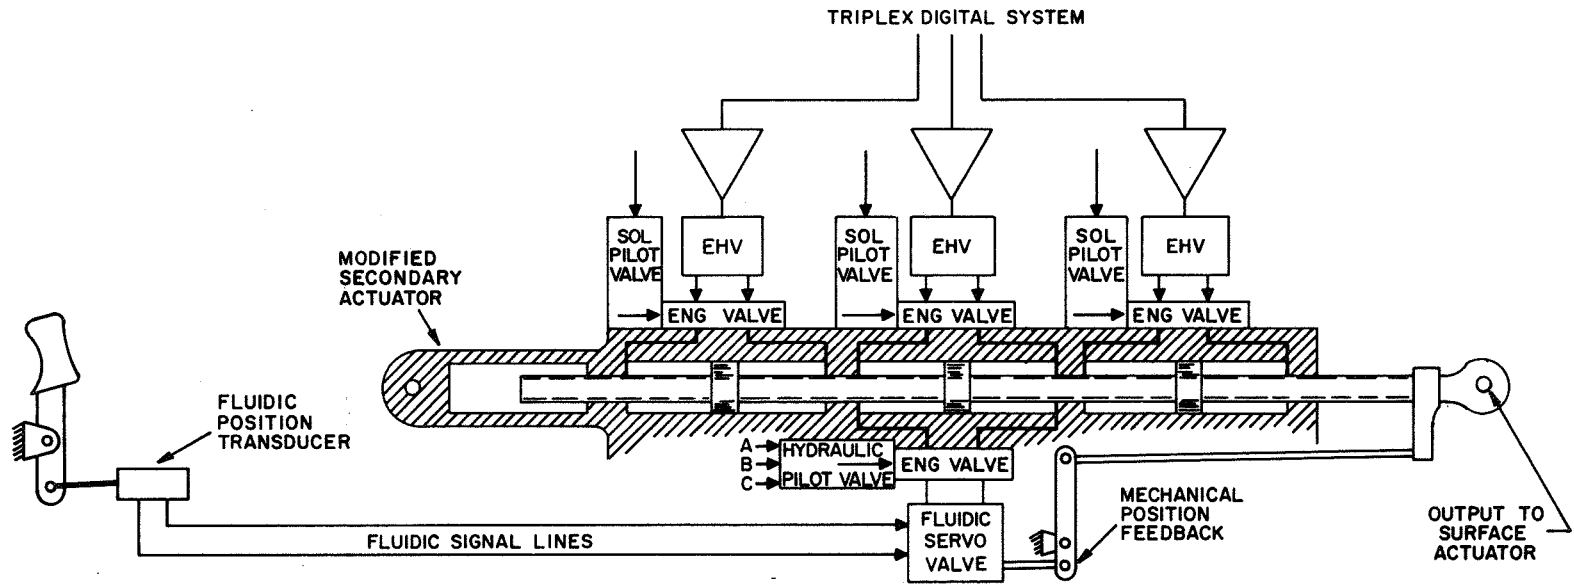 TRIPLEX DIGITAL SYSTEM
SOL
PILOT
VALVE
EHV
SOL
PILOT
VALVE
EHV
SOL
PILOT
VALVE
EHV
ENG VALVE
ENG VALVE
ENG VALVE
MODIFIED
SECONDARY
ACTUATOR
FLUIDIC
POSITION
TRANSDUCER
A
B
C
HYDRAULIC
PILOT VALVE
ENG VALVE
FLUIDIC
SERVO
VALVE
FLUIDIC SIGNAL LINES
MECHANICAL
POSITION
FEEDBACK
OUTPUT TO
SURFACE
ACTUATOR